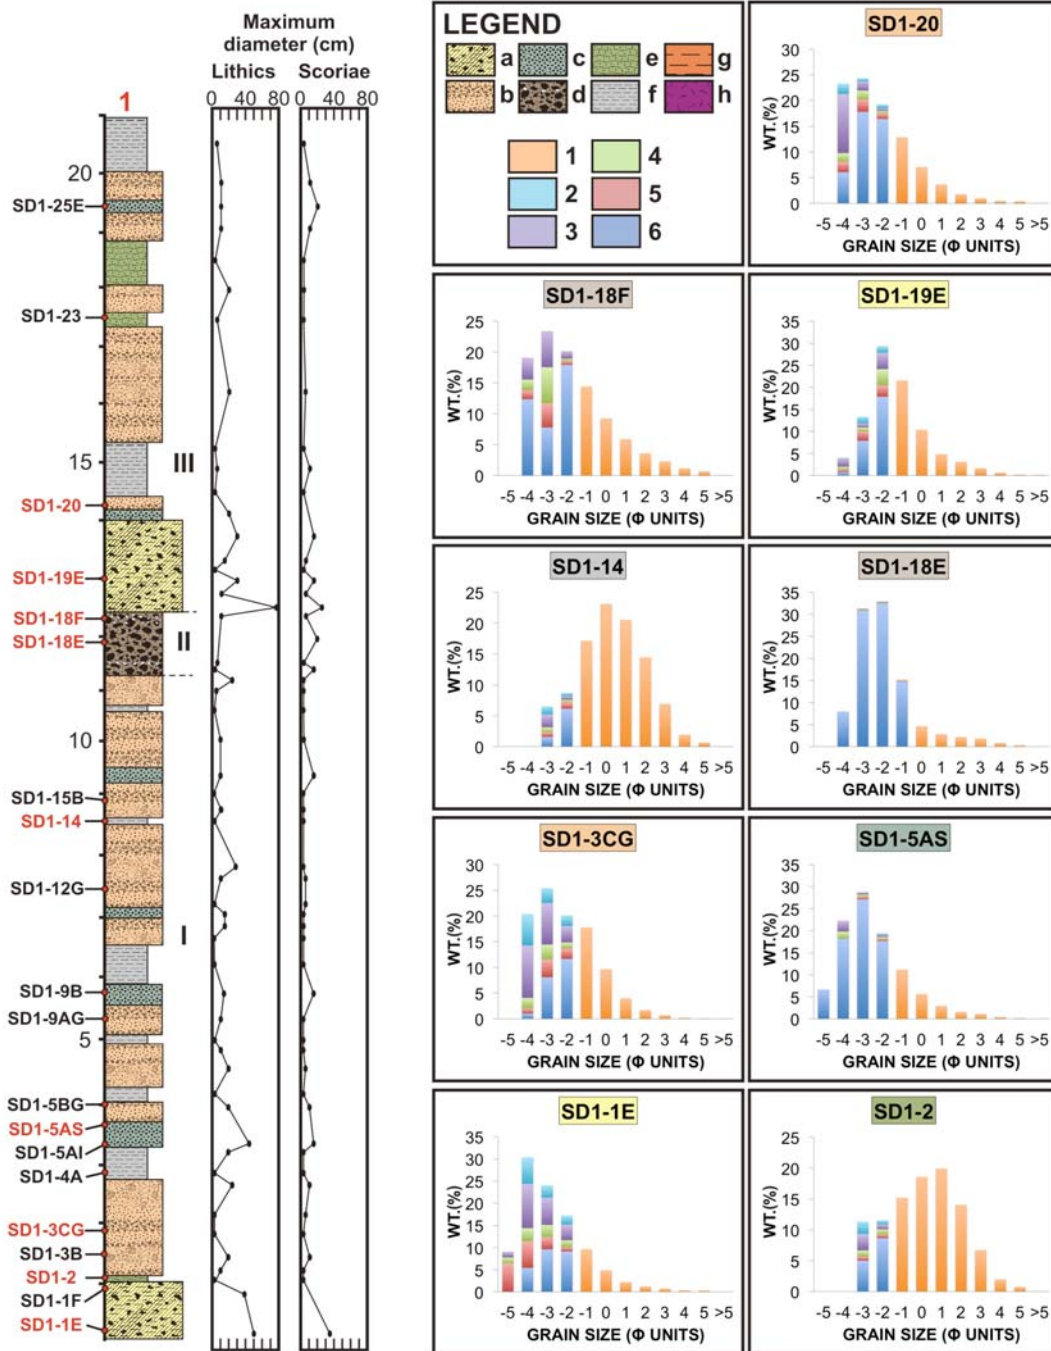 Maximum
diameter (cm)
Lithics Scoriae
1
0 40 80 0 40 80
20
SD1-25E
SD1-23
15
III
SD1-20
SD1-19E
SD1-18F
II
SD1-18E
10
SD1-15B
SD1-14
SD1-12G
I
SD1-9B
SD1-9AG
5
SD1-5BG
SD1-5AS
SD1-5AI
SD1-4A
SD1-3CG
SD1-3B
SD1-2
SD1-1F
SD1-1E
LEGEND
a c e g
b d f h
1 4
2 5
3 6
SD1-20
30
25
20
15
10
5
0
WT.(%)
-5 -4 -3 -2 -1 0 1 2 3 4 5 >5
GRAIN SIZE (Φ UNITS)
SD1-18F
25
20
15
10
5
0
WT.(%)
-5 -4 -3 -2 -1 0 1 2 3 4 5 >5
GRAIN SIZE (Φ UNITS)
SD1-19E
35
30
25
20
15
10
5
0
WT.(%)
-5 -4 -3 -2 -1 0 1 2 3 4 5 >5
GRAIN SIZE (Φ UNITS)
SD1-14
25
20
15
10
5
0
WT.(%)
-5 -4 -3 -2 -1 0 1 2 3 4 5 >5
GRAIN SIZE (Φ UNITS)
SD1-18E
35
30
25
20
15
10
5
0
WT.(%)
-5 -4 -3 -2 -1 0 1 2 3 4 5 >5
GRAIN SIZE (Φ UNITS)
SD1-3CG
30
25
20
15
10
5
0
WT.(%)
-5 -4 -3 -2 -1 0 1 2 3 4 5 >5
GRAIN SIZE (Φ UNITS)
SD1-5AS
35
30
25
20
15
10
5
0
WT.(%)
-5 -4 -3 -2 -1 0 1 2 3 4 5 >5
GRAIN SIZE (Φ UNITS)
SD1-1E
35
30
25
20
15
10
5
0
WT.(%)
-5 -4 -3 -2 -1 0 1 2 3 4 5 >5
GRAIN SIZE (Φ UNITS)
SD1-2
25
20
15
10
5
0
WT.(%)
-5 -4 -3 -2 -1 0 1 2 3 4 5 >5
GRAIN SIZE (Φ UNITS)